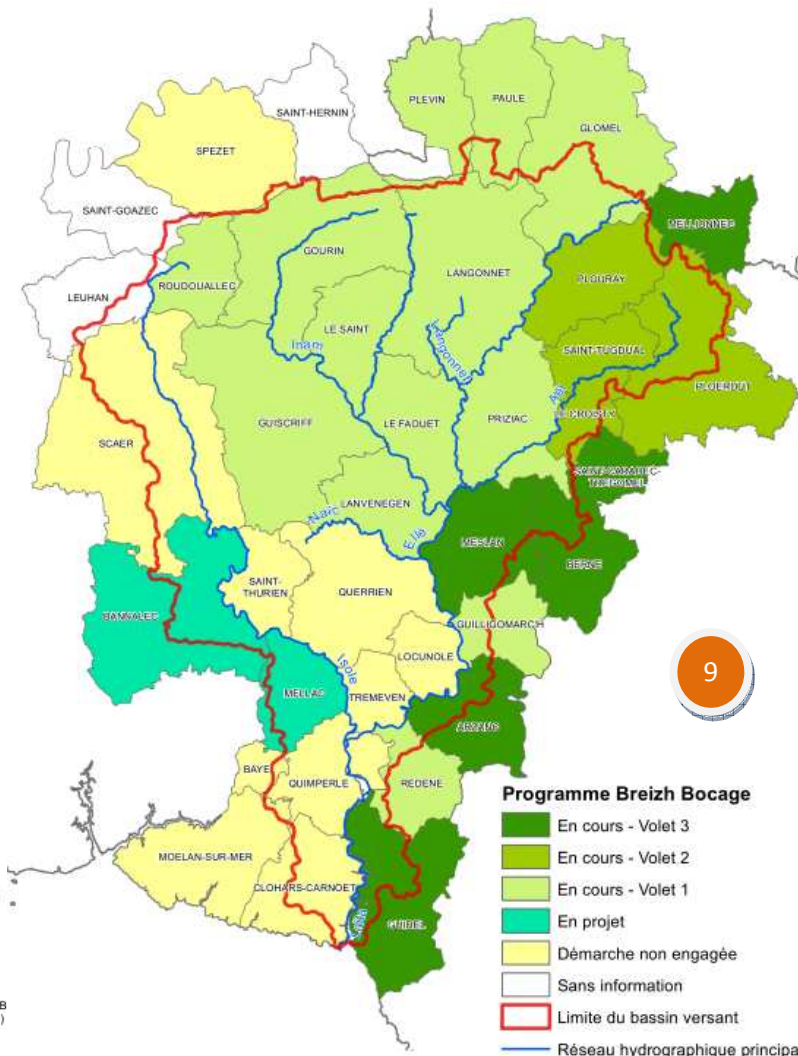 PLEVIN
PAULE
SAINT-HERNIN
GLOMEL
SPEZET
SAINT-GOAZEC
MELLIONNEC
GOURIN
LANGONNET
PLOURAY
ROUDOUALLEC
LEUHAN
LE SAINT
Inam
Langonnet
SAINT-TUGDUAL
PLOERDUT
Aër
LE CROISTY
GUISCRIFF
LE FAOUET
PRIZIAC
SCAER
SAINT-CARADEC-
TREGOMEL
LANVENEGEN
Naïc
Ellé
MESLAN
BERNE
SAINT-
THURIEN
QUERRIEN
BANNALEC
GUILLIGOMARCH
LOCUNOLE
Isole
9
MELLAC
TREMEVEN
ARZANO
BAYE
QUIMPERLE
REDENE
MOELAN-SUR-MER
CLOHARS-CARNOET
Laïta
GUIDEL
Programme Breizh Bocage
En cours - Volet 3
En cours - Volet 2
En cours - Volet 1
En projet
Démarche non engagée
Sans information
Limite du bassin versant
Réseau hydrographique principa
B
)